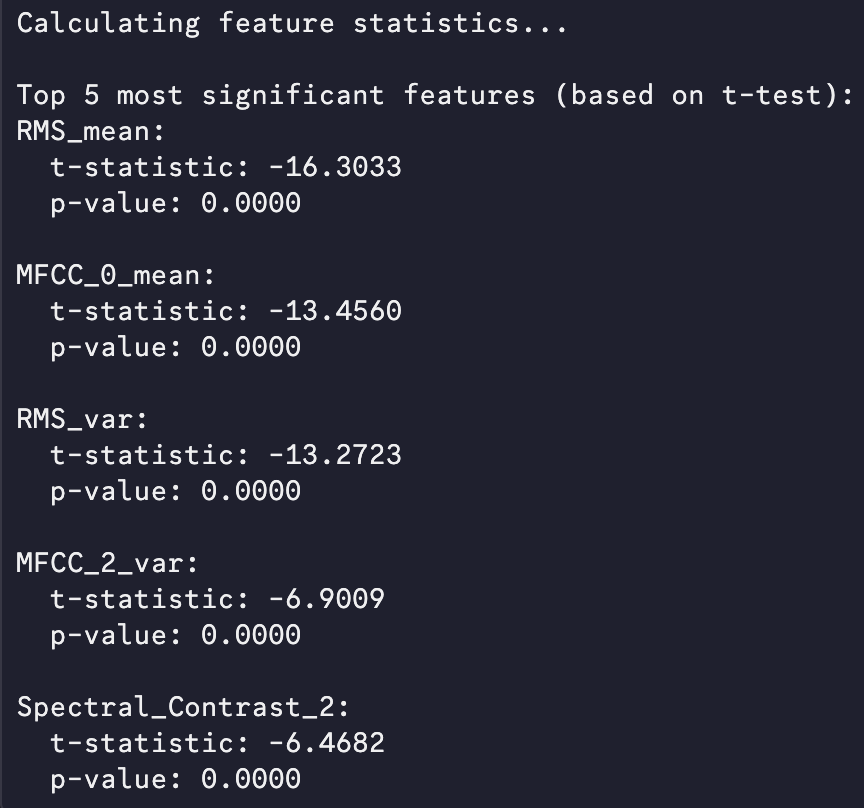 Calculating feature statistics...
Top 5 most significant features (based on t-test):
RMS_mean:
t-statistic: -16.3033
p-value: 0.0000
MFCC_0_mean:
t-statistic: -13.4560
p-value: 0.0000
RMS_var:
t-statistic: -13.2723
p-value: 0.0000
MFCC_2_var:
t-statistic: -6.9009
p-value: 0.0000
Spectral_Contrast_2:
t-statistic: -6.4682
p-value: 0.0000